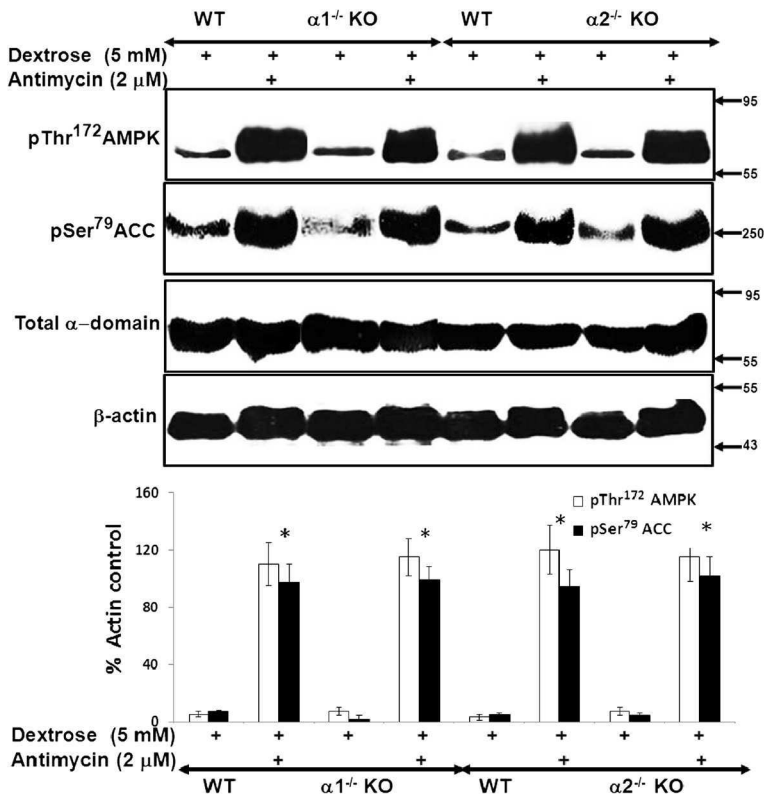 WT α1⁻/⁻ KO WT α2⁻/⁻ KO
Dextrose (5 mM) + + + + + + + +
Antimycin (2 μM) + + + +
95
pThr¹⁷²AMPK
55
pSer⁷⁹ACC
250
95
Total α–domain
55
55
β-actin
43
160
pThr¹⁷² AMPK
* * * *
pSer⁷⁹ ACC
120
% Actin control
80
40
0
Dextrose (5 mM) + + + + + + + +
Antimycin (2 μM) + + + +
WT α1⁻/⁻ KO WT α2⁻/⁻ KO